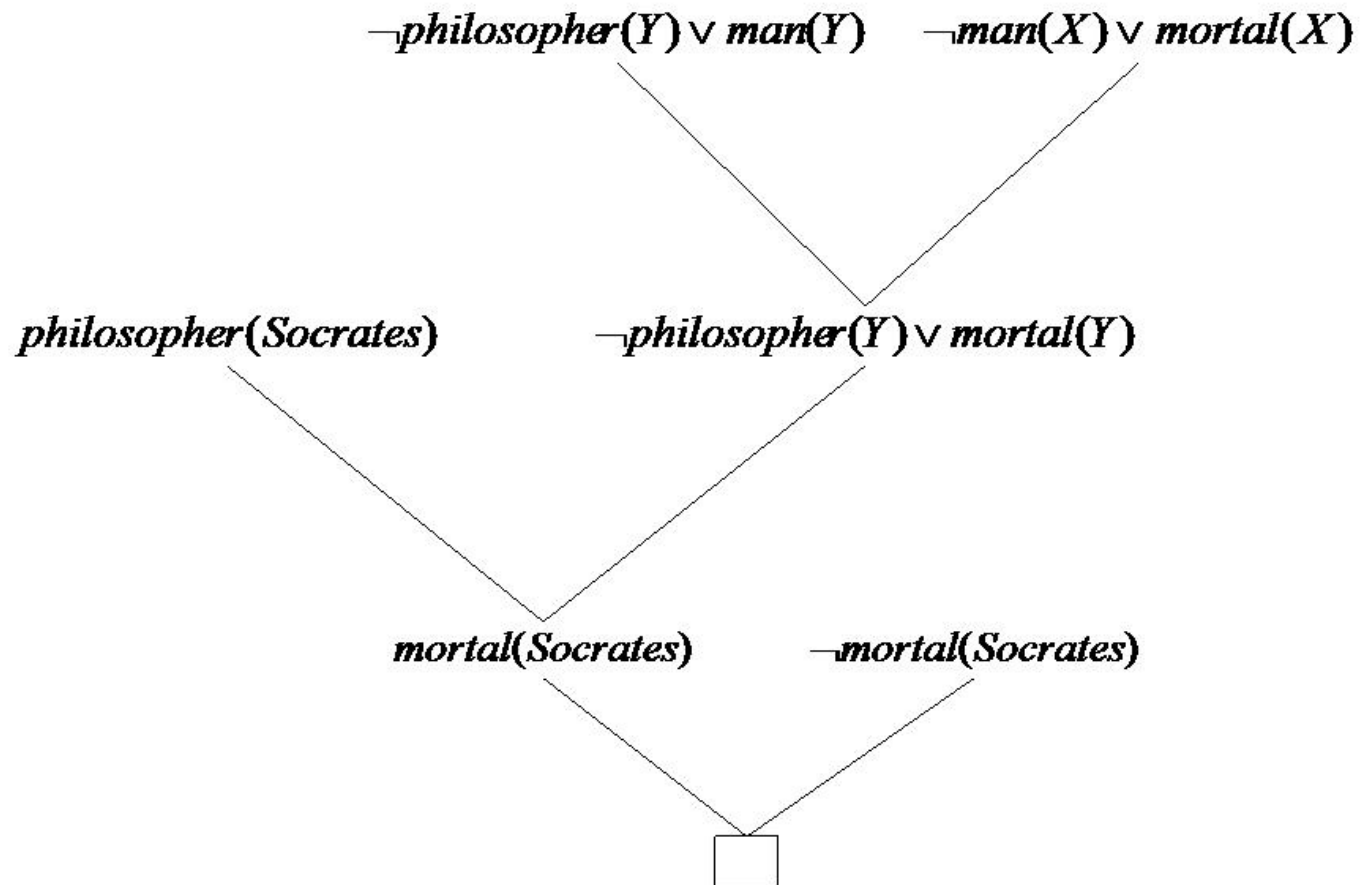 ¬philosopher(Y) ∨ man(Y) ¬man(X) ∨ mortal(X)
philosopher(Socrates) ¬philosopher(Y) ∨ mortal(Y)
mortal(Socrates) ¬mortal(Socrates)